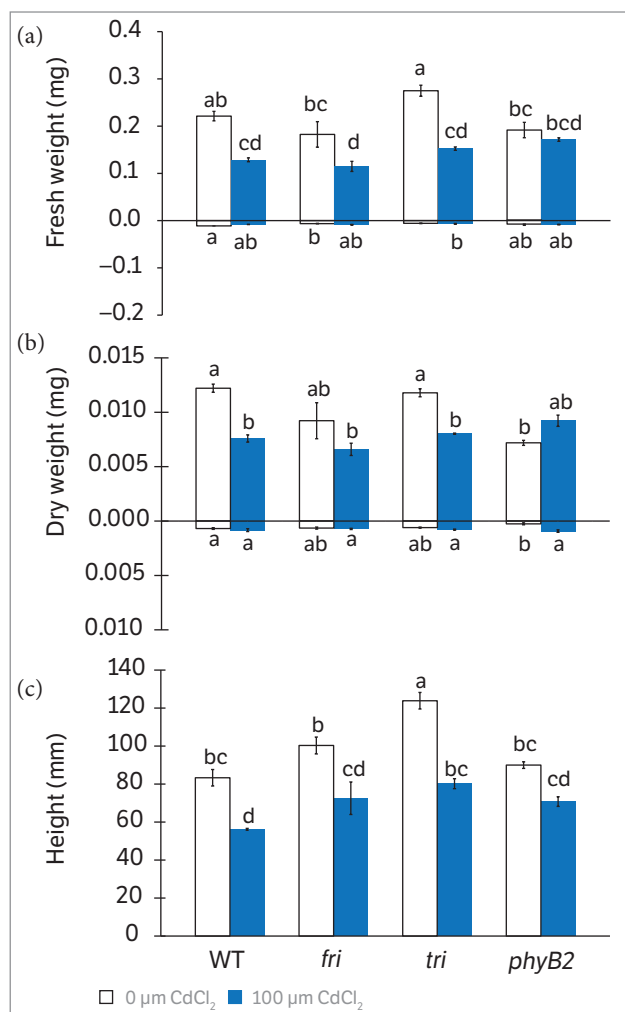 (a)
Fresh weight (mg)
0.4
0.3
0.2
0.1
0.0
−0.1
−0.2
ab
cd
bc
d
a
cd
bc
bcd
a
ab
b
ab
b
ab
ab
(b)
Dry weight (mg)
0.015
0.010
0.005
0.000
0.005
0.010
a
b
ab
b
a
b
b
ab
a
a
ab
a
ab
a
b
a
(c)
Height (mm)
140
120
100
80
60
40
20
0
bc
d
b
cd
a
bc
bc
cd
WT
fri
tri
phyB2
0 µm CdCl₂ 100 µm CdCl₂